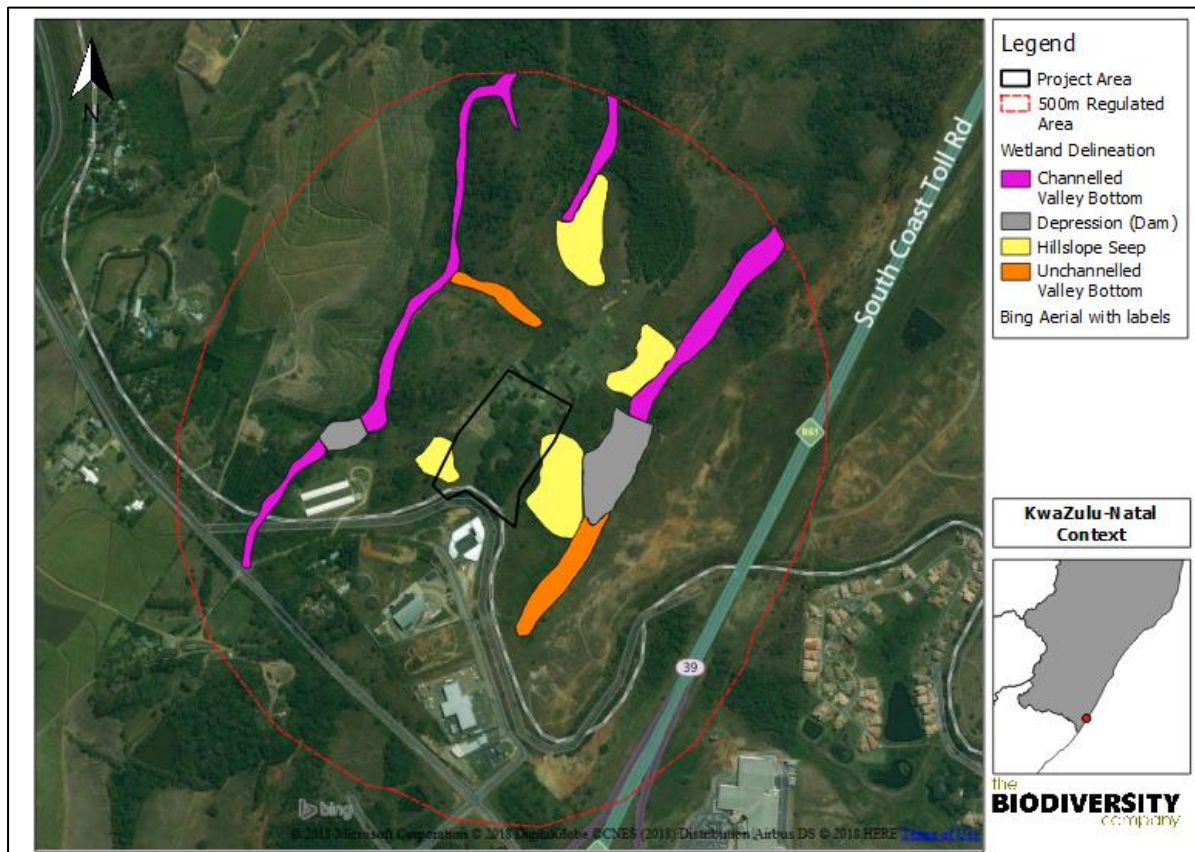 N
South Coast Toll Rd
R61
39
bing
© 2018 Microsoft Corporation © 2018 DigitalGlobe ©CNES (2018) Distribution Airbus DS © 2018 HERE Terms of Use
Legend
Project Area
500m Regulated
Area
Wetland Delineation
Channelled
Valley Bottom
Depression (Dam)
Hillslope Seep
Unchannelled
Valley Bottom
Bing Aerial with labels
KwaZulu-Natal
Context
the
BIODIVERSITY
company